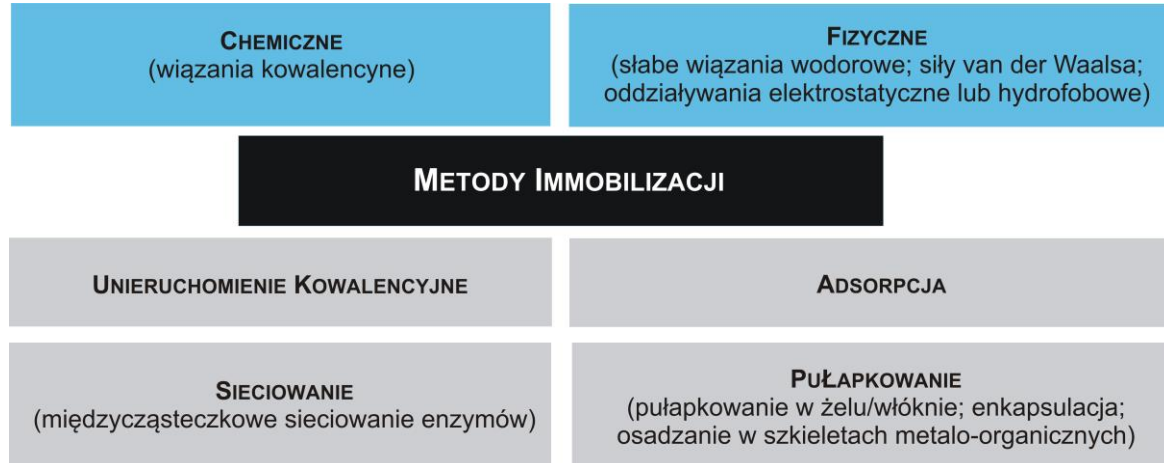 CHEMICZNE
(wiązania kowalencyjne)
FIZYCZNE
(słabe wiązania wodorowe; siły van der Waalsa;
oddziaływania elektrostatyczne lub hydrofobowe)
METODY IMMOBILIZACJI
UNIERUCHOMIENIE KOWALENCYJNE
ADSORPCJA
SIECIOWANIE
(międzycząsteczkowe sieciowanie enzymów)
PUŁAPKOWANIE
(pułapkowanie w żelu/włóknie; enkapsulacja;
osadzanie w szkieletach metalo-organicznych)